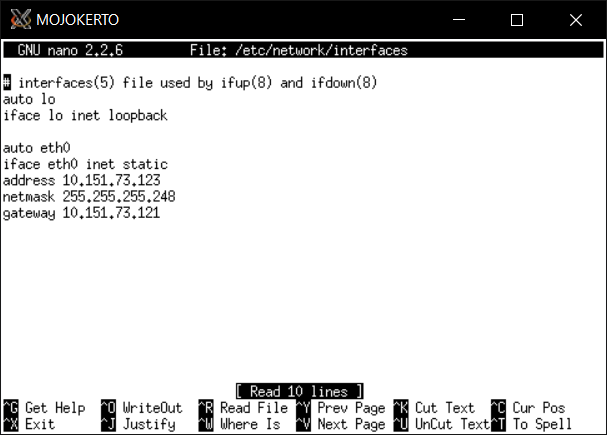 MOJOKERTO
GNU nano 2.2.6 File: /etc/network/interfaces
# interfaces(5) file used by ifup(8) and ifdown(8)
auto lo
iface lo inet loopback
auto eth0
iface eth0 inet static
address 10.151.73.123
netmask 255.255.255.248
gateway 10.151.73.121
[ Read 10 lines ]
^G Get Help ^O WriteOut ^R Read File ^Y Prev Page ^K Cut Text ^C Cur Pos
^X Exit ^J Justify ^W Where Is ^V Next Page ^U UnCut Text ^T To Spell